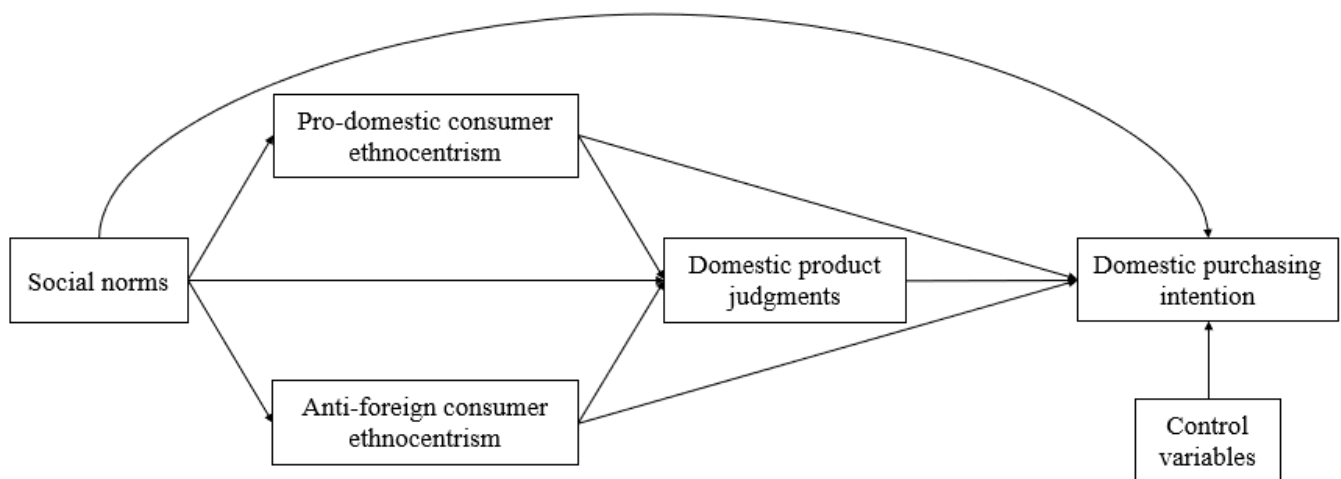 Pro-domestic consumer
ethnocentrism
Social norms
Domestic product
judgments
Domestic purchasing
intention
Anti-foreign consumer
ethnocentrism
Control
variables